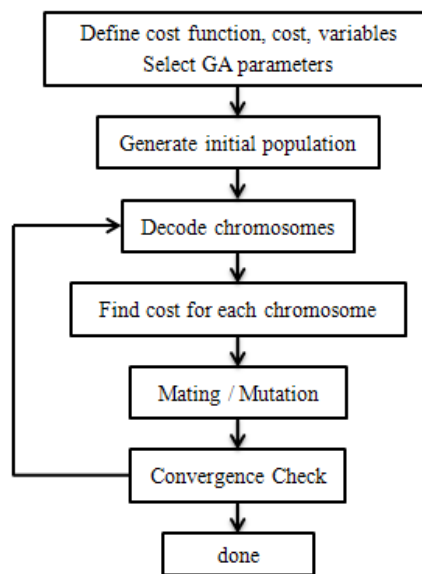 Define cost function, cost, variables
Select GA parameters
Generate initial population
Decode chromosomes
Find cost for each chromosome
Mating / Mutation
Convergence Check
done